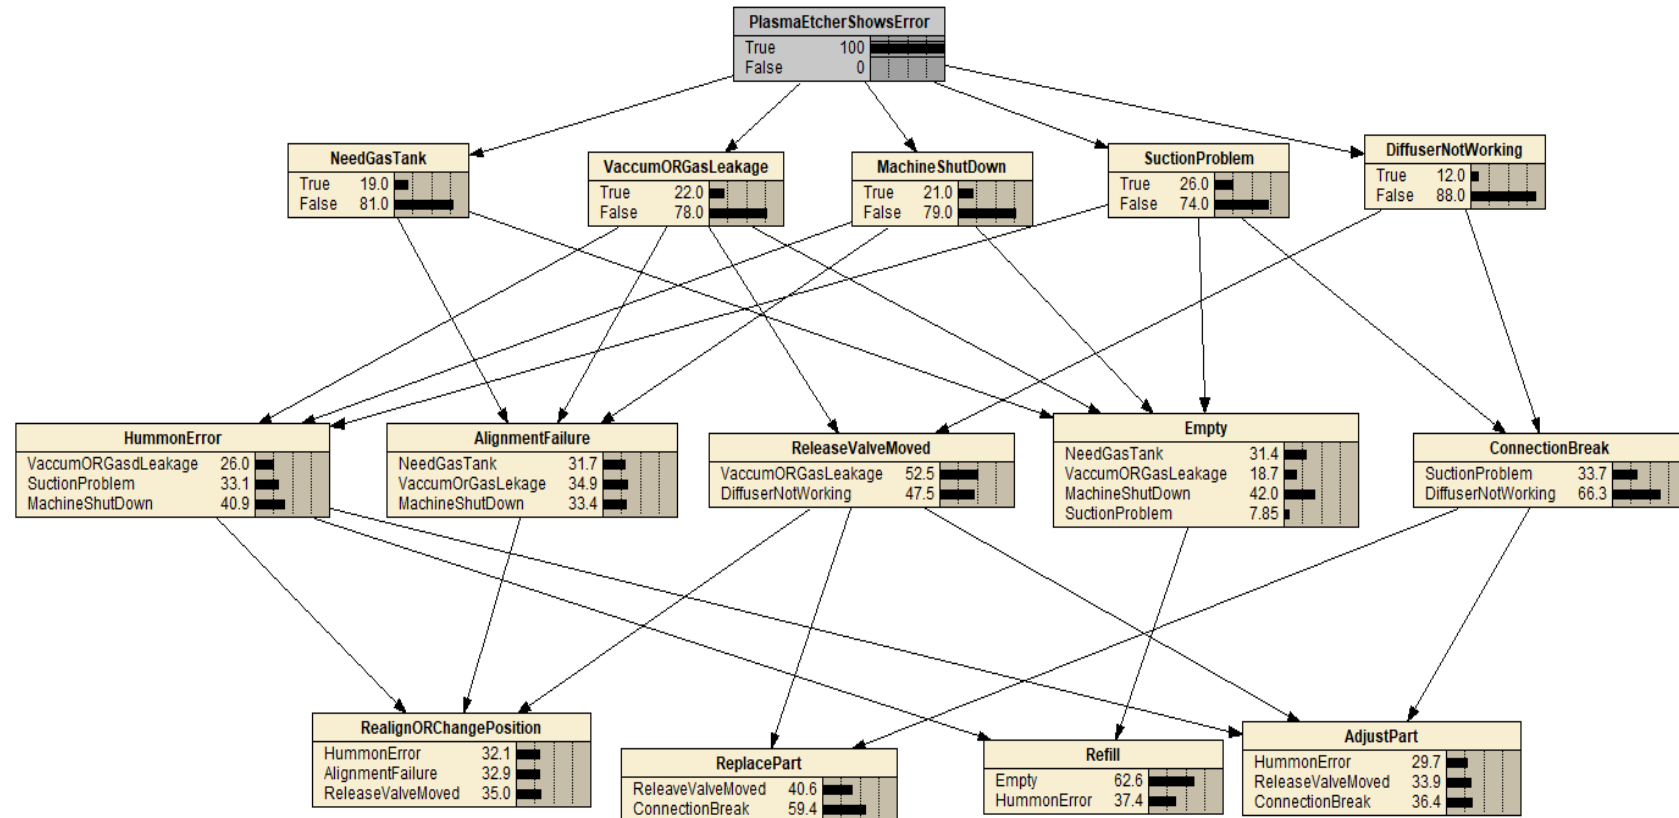 PlasmaEtcherShowsError
True 100
False 0
NeedGasTank
True 19.0
False 81.0
VaccumORGasLeakage
True 22.0
False 78.0
MachineShutDown
True 21.0
False 79.0
SuctionProblem
True 26.0
False 74.0
DiffuserNotWorking
True 12.0
False 88.0
HummonError
VaccumORGasdLeakage 26.0
SuctionProblem 33.1
MachineShutDown 40.9
AlignmentFailure
NeedGasTank 31.7
VaccumOrGasLekage 34.9
MachineShutDown 33.4
ReleaseValveMoved
VaccumORGasLeakage 52.5
DiffuserNotWorking 47.5
Empty
NeedGasTank 31.4
VaccumORGasLeakage 18.7
MachineShutDown 42.0
SuctionProblem 7.85
ConnectionBreak
SuctionProblem 33.7
DiffuserNotWorking 66.3
RealignORChangePosition
HummonError 32.1
AlignmentFailure 32.9
ReleaseValveMoved 35.0
ReplacePart
ReleaveValveMoved 40.6
ConnectionBreak 59.4
Refill
Empty 62.6
HummonError 37.4
AdjustPart
HummonError 29.7
ReleaseValveMoved 33.9
ConnectionBreak 36.4